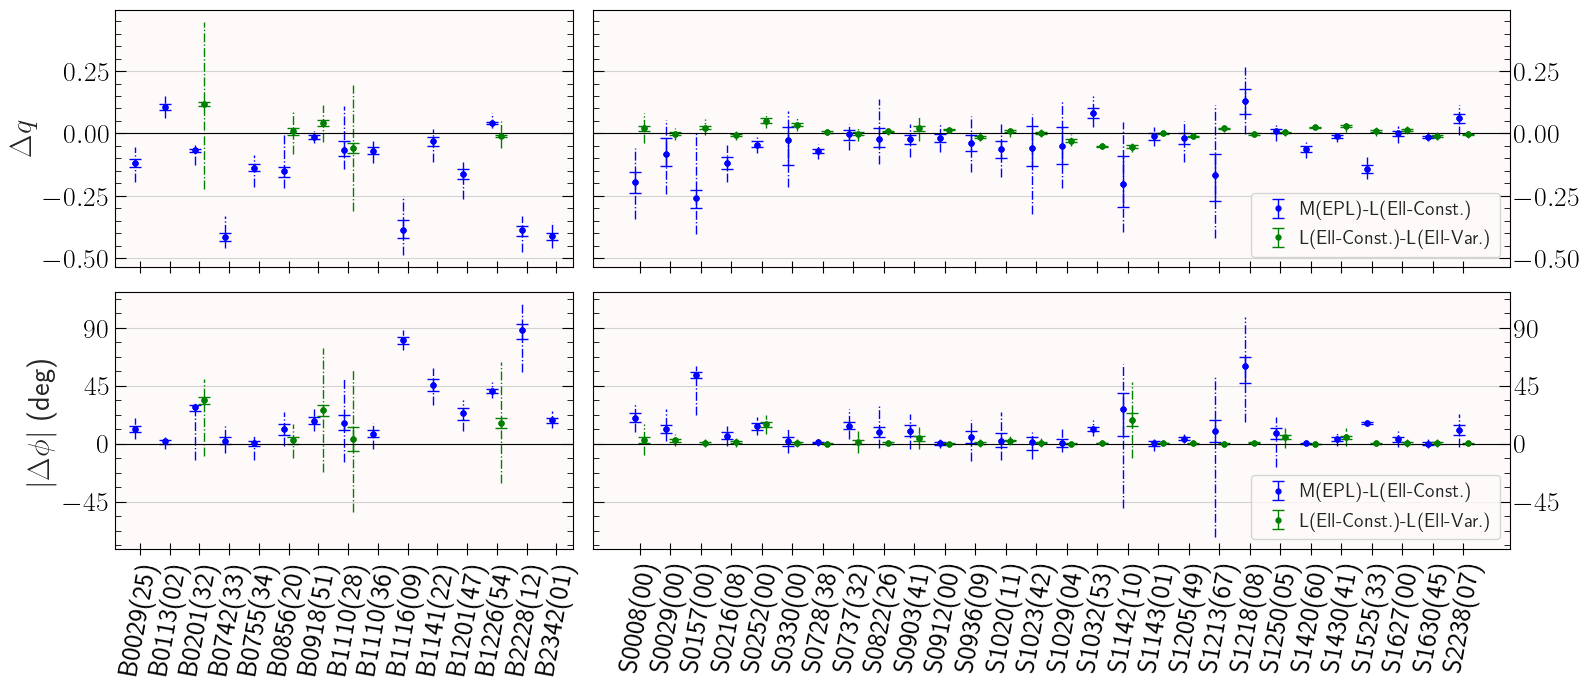 Δq
0.25
0.00
−0.25
−0.50
0.25
0.00
−0.25
−0.50
M(EPL)-L(Ell-Const.)
L(Ell-Const.)-L(Ell-Var.)
|Δϕ| (deg)
90
45
0
−45
90
45
0
−45
M(EPL)-L(Ell-Const.)
L(Ell-Const.)-L(Ell-Var.)
B0029(25)
B0113(02)
B0201(32)
B0742(33)
B0755(34)
B0856(20)
B0918(51)
B1110(28)
B1110(36)
B1116(09)
B1141(22)
B1201(47)
B1226(54)
B2228(12)
B2342(01)
S0008(00)
S0029(00)
S0157(00)
S0216(08)
S0252(00)
S0330(00)
S0728(38)
S0737(32)
S0822(26)
S0903(41)
S0912(00)
S0936(09)
S1020(11)
S1023(42)
S1029(04)
S1032(53)
S1142(10)
S1143(01)
S1205(49)
S1213(67)
S1218(08)
S1250(05)
S1420(60)
S1430(41)
S1525(33)
S1627(00)
S1630(45)
S2238(07)